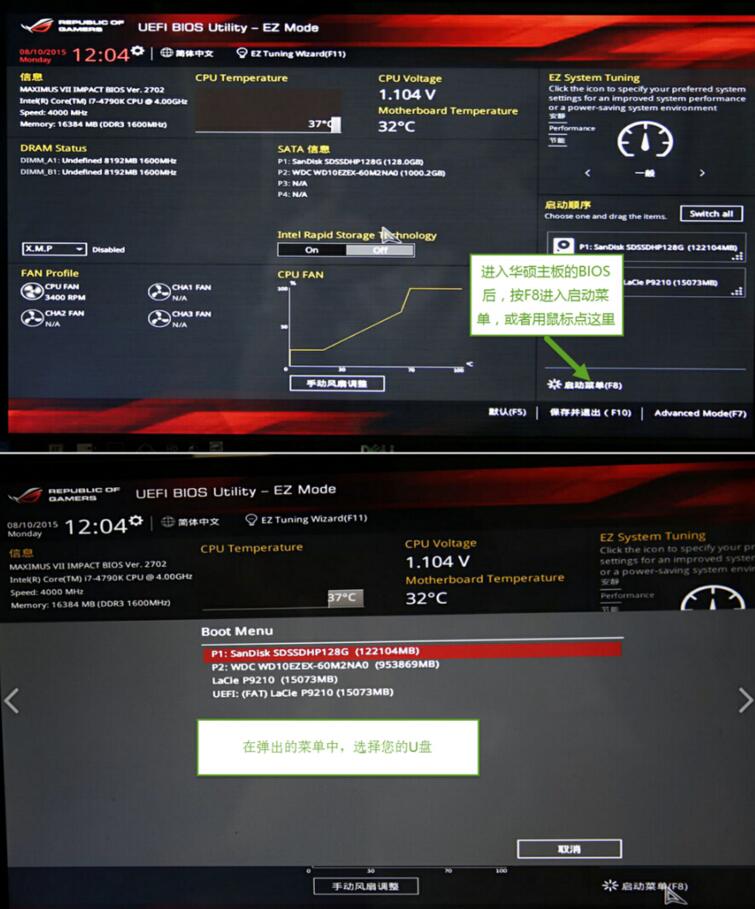 REPUBLIC OF GAMERS
UEFI BIOS Utility – EZ Mode
08/10/2015
Monday
12:04
简体中文
EZ Tuning Wizard(F11)
信息
MAXIMUS VII IMPACT BIOS Ver. 2702
Intel(R) Core(TM) i7-4790K CPU @ 4.00GHz
Speed: 4000 MHz
Memory: 16384 MB (DDR3 1600MHz)
CPU Temperature
37°C
CPU Voltage
1.104 V
Motherboard Temperature
32°C
EZ System Tuning
Click the icon to specify your preferred system
settings for an improved system performance
or a power-saving system environment
安静
Performance
节能
一般
DRAM Status
DIMM_A1: Undefined 8192MB 1600MHz
DIMM_B1: Undefined 8192MB 1600MHz
SATA 信息
P1: SanDisk SDSSDHP128G (128.0GB)
P2: WDC WD10EZEX-60M2NA0 (1000.2GB)
P3: N/A
P4: N/A
启动顺序
Choose one and drag the items.
Switch all
P1: SanDisk SDSSDHP128G (122104MB)
LaCie P9210 (15073MB)
X.M.P
Disabled
Intel Rapid Storage Technology
On
Off
FAN Profile
CPU FAN
3400 RPM
CHA1 FAN
N/A
CHA2 FAN
N/A
CHA3 FAN
N/A
CPU FAN
%
100
50
0
30
70
100
°C
手动风扇调整
进入华硕主板的BIOS
后，按F8进入启动菜
单，或者用鼠标点这里
启动菜单(F8)
默认(F5)
保存并退出（F10）
Advanced Mode(F7)
REPUBLIC OF GAMERS
UEFI BIOS Utility – EZ Mode
08/10/2015
Monday
12:04
简体中文
EZ Tuning Wizard(F11)
信息
MAXIMUS VII IMPACT BIOS Ver. 2702
Intel(R) Core(TM) i7-4790K CPU @ 4.00GHz
Speed: 4000 MHz
Memory: 16384 MB (DDR3 1600MHz)
CPU Temperature
37°C
CPU Voltage
1.104 V
Motherboard Temperature
32°C
EZ System Tuning
Click the icon to specify your pref
settings for an improved system
or a power-saving system envir
安静
Performance
节能
Boot Menu
P1: SanDisk SDSSDHP128G (122104MB)
P2: WDC WD10EZEX-60M2NA0 (953869MB)
LaCie P9210 (15073MB)
UEFI: (FAT) LaCie P9210 (15073MB)
在弹出的菜单中，选择您的U盘
取消
0
30
70
100
手动风扇调整
启动菜单(F8)